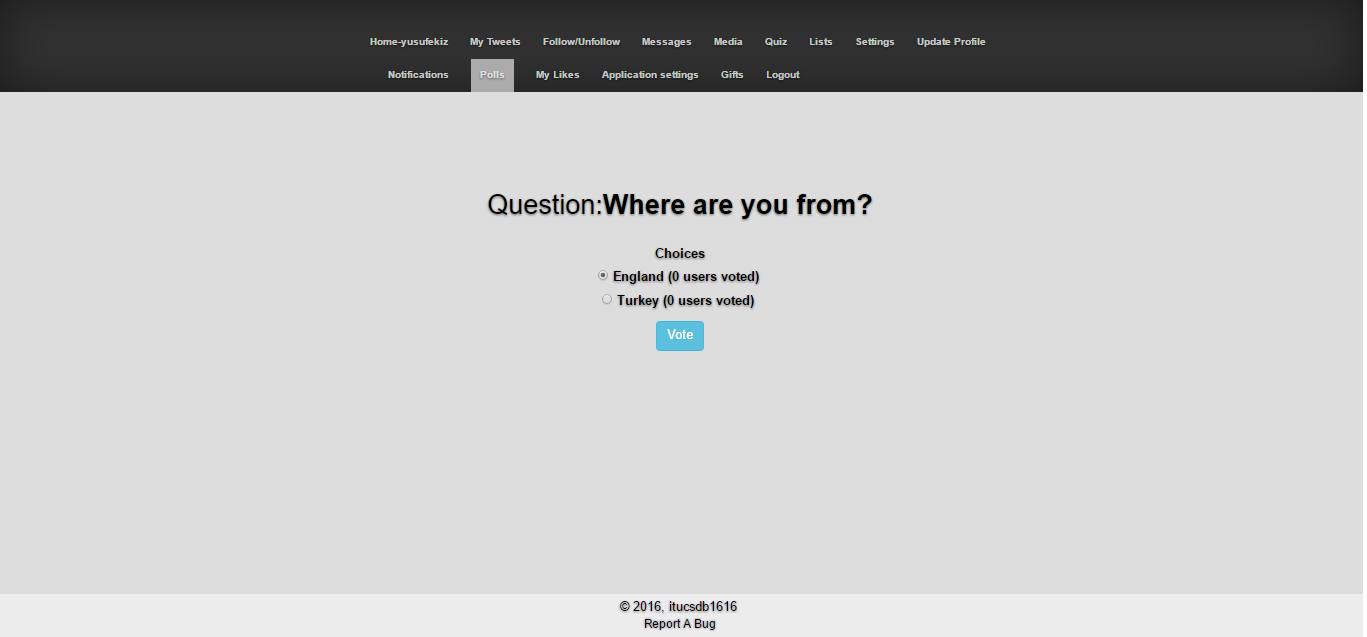 Home-yusufekiz My Tweets Follow/Unfollow Messages Media Quiz Lists Settings Update Profile
Notifications Polls My Likes Application settings Gifts Logout
Question:Where are you from?
Choices
England (0 users voted)
Turkey (0 users voted)
Vote
© 2016, itucsdb1616
Report A Bug